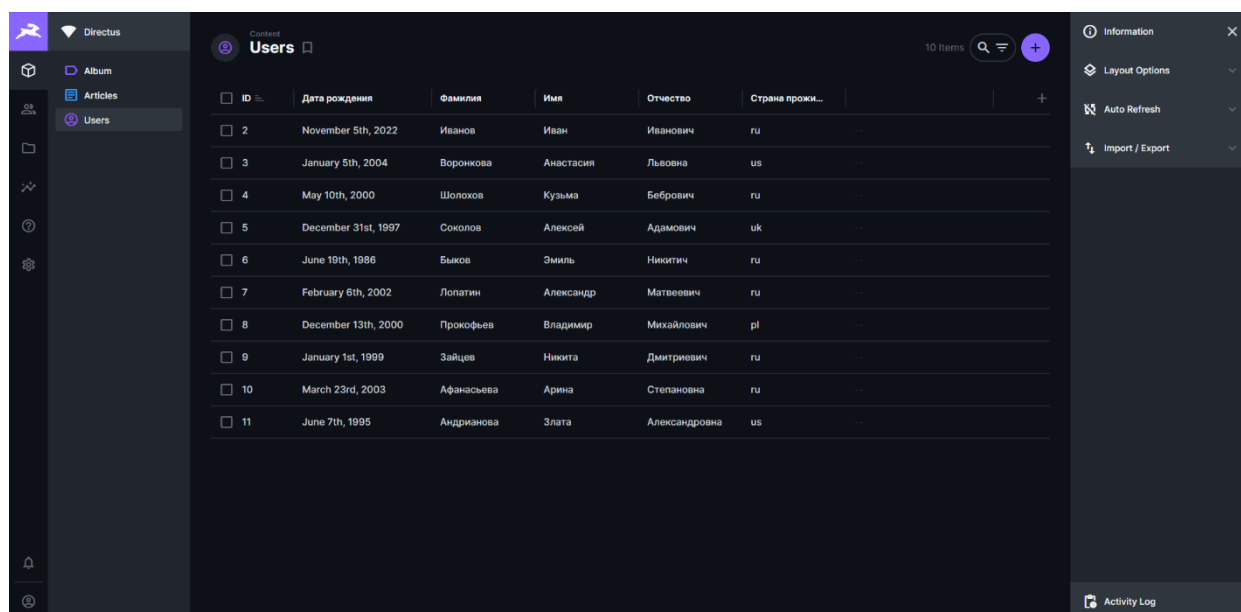 Directus
Album
Articles
Users
Content
Users
10 Items
ID Дата рождения Фамилия Имя Отчество Страна прожи...
2 November 5th, 2022 Иванов Иван Иванович ru --
3 January 5th, 2004 Воронкова Анастасия Львовна us --
4 May 10th, 2000 Шолохов Кузьма Бебрович ru --
5 December 31st, 1997 Соколов Алексей Адамович uk --
6 June 19th, 1986 Быков Эмиль Никитич ru --
7 February 6th, 2002 Лопатин Александр Матвеевич ru --
8 December 13th, 2000 Прокофьев Владимир Михайлович pl --
9 January 1st, 1999 Зайцев Никита Дмитриевич ru --
10 March 23rd, 2003 Афанасьева Арина Степановна ru --
11 June 7th, 1995 Андрианова Злата Александровна us --
Information
Layout Options
Auto Refresh
Import / Export
Activity Log